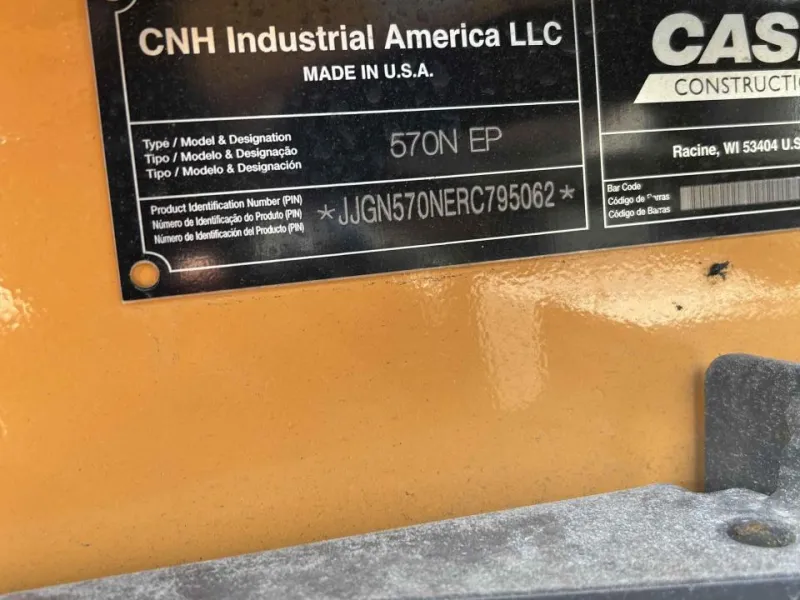 CNH Industrial America LLC
MADE IN U.S.A.
Type / Model & Designation
Tipo / Modelo & Designação
Tipo / Modelo & Designación
570N EP
Product Identification Number (PIN)
Número de Identificação do Produto (PIN)
Número de Identificación del Producto (PIN)
*JJGN570NERC795062*
CAS
CONSTRUCTIO
Racine, WI 53404 U.S
Bar Code
Código de Barras
Código de Barras